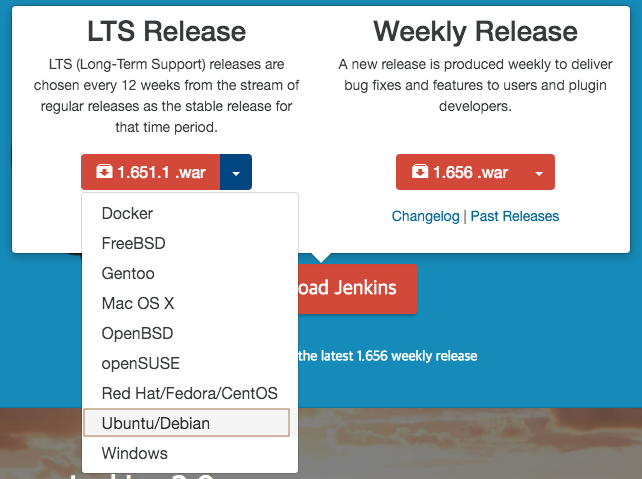 LTS Release
LTS (Long-Term Support) releases are
chosen every 12 weeks from the stream of
regular releases as the stable release for
that time period.
1.651.1 .war
Docker
FreeBSD
Gentoo
Mac OS X
OpenBSD
openSUSE
Red Hat/Fedora/CentOS
Ubuntu/Debian
Windows
Weekly Release
A new release is produced weekly to deliver
bug fixes and features to users and plugin
developers.
1.656 .war
Changelog | Past Releases
oad Jenkins
the latest 1.656 weekly release